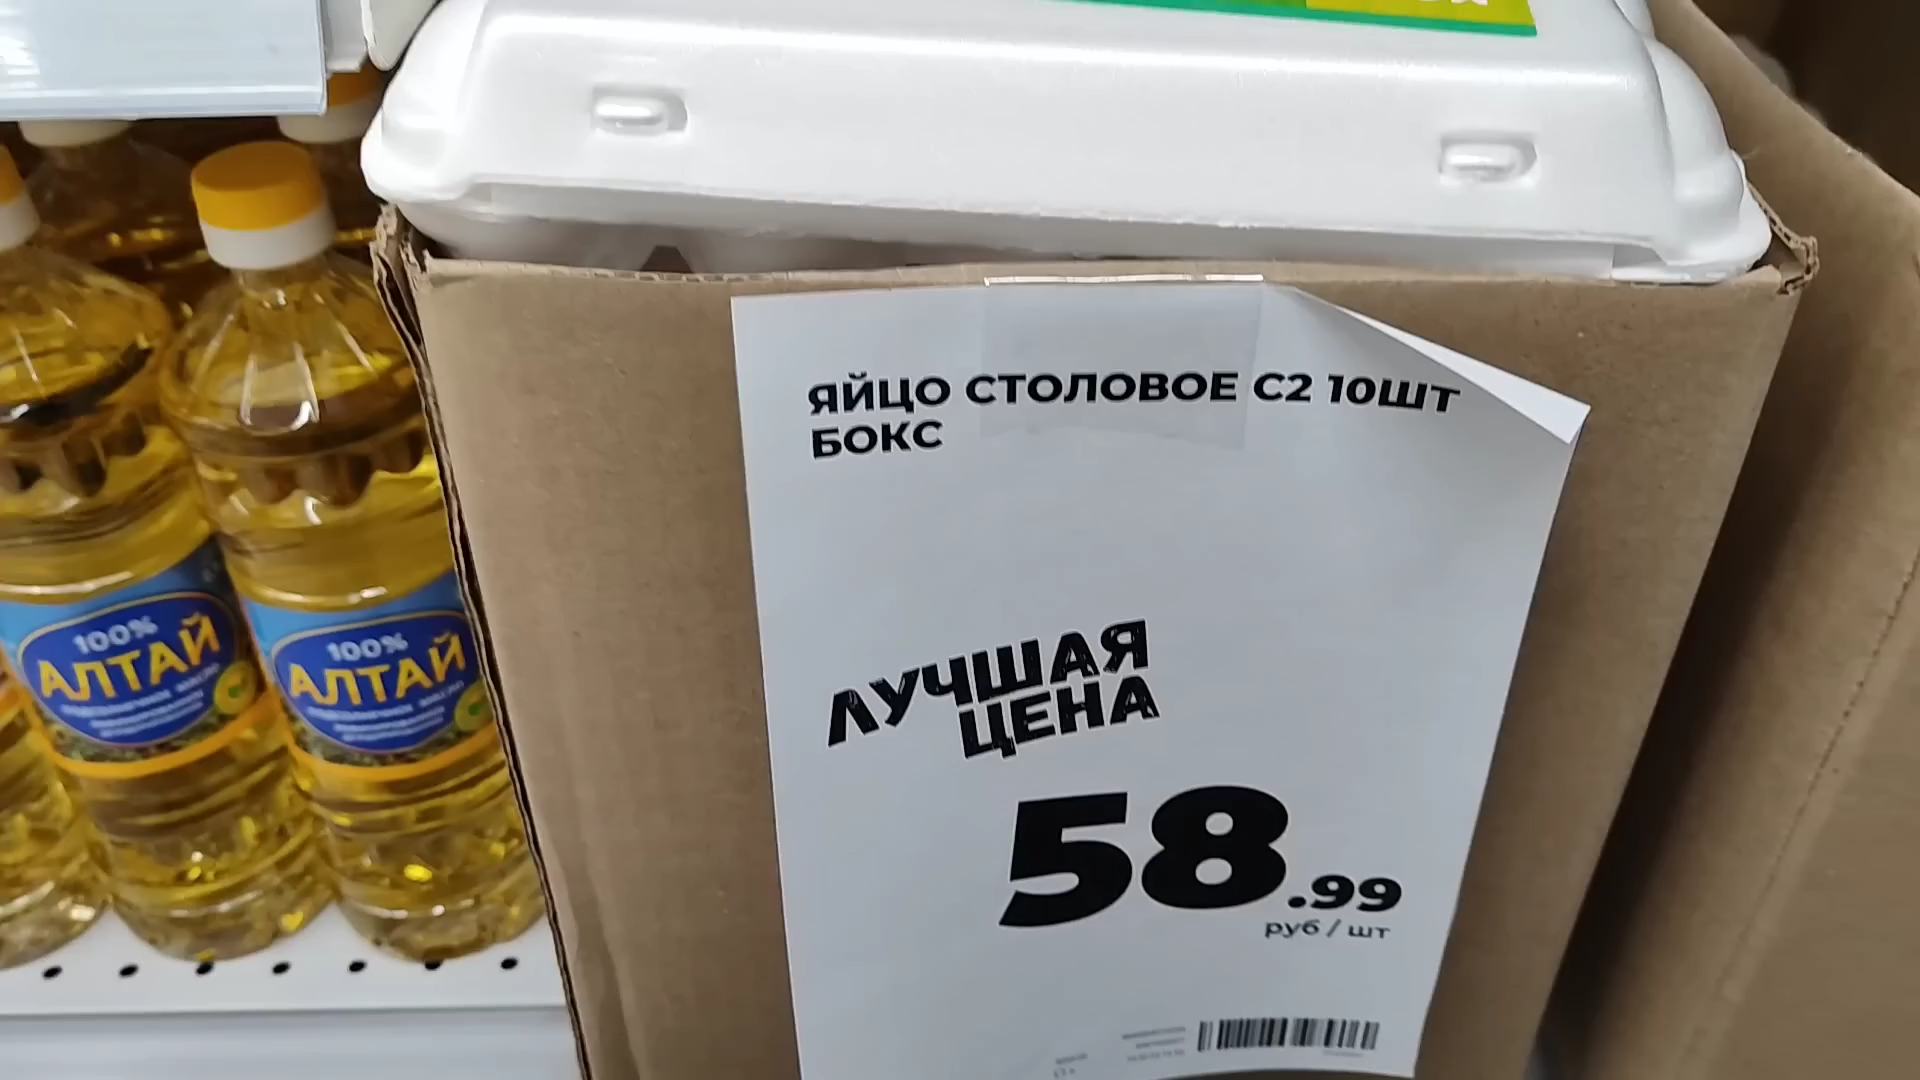 ЯЙЦО СТОЛОВОЕ С2 10ШТ
БОКС
ЛУЧШАЯ
ЦЕНА
58.99
руб / шт
100%
АЛТАЙ
100%
АЛТАЙ